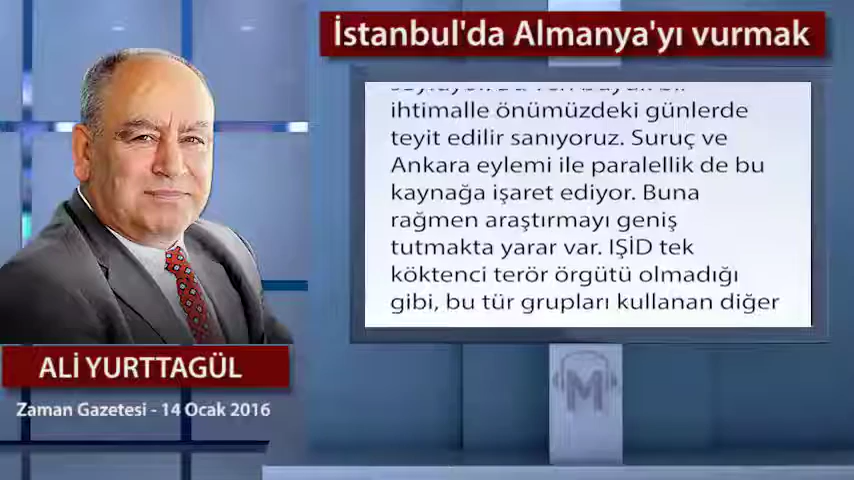 İstanbul'da Almanya'yı vurmak
ihtimalle önümüzdeki günlerde
teyit edilir sanıyoruz. Suruç ve
Ankara eylemi ile paralellik de bu
kaynağa işaret ediyor. Buna
rağmen araştırmayı geniş
tutmakta yarar var. IŞİD tek
köktenci terör örgütü olmadığı
gibi, bu tür grupları kullanan diğer
ALİ YURTTAGÜL
Zaman Gazetesi - 14 Ocak 2016
M